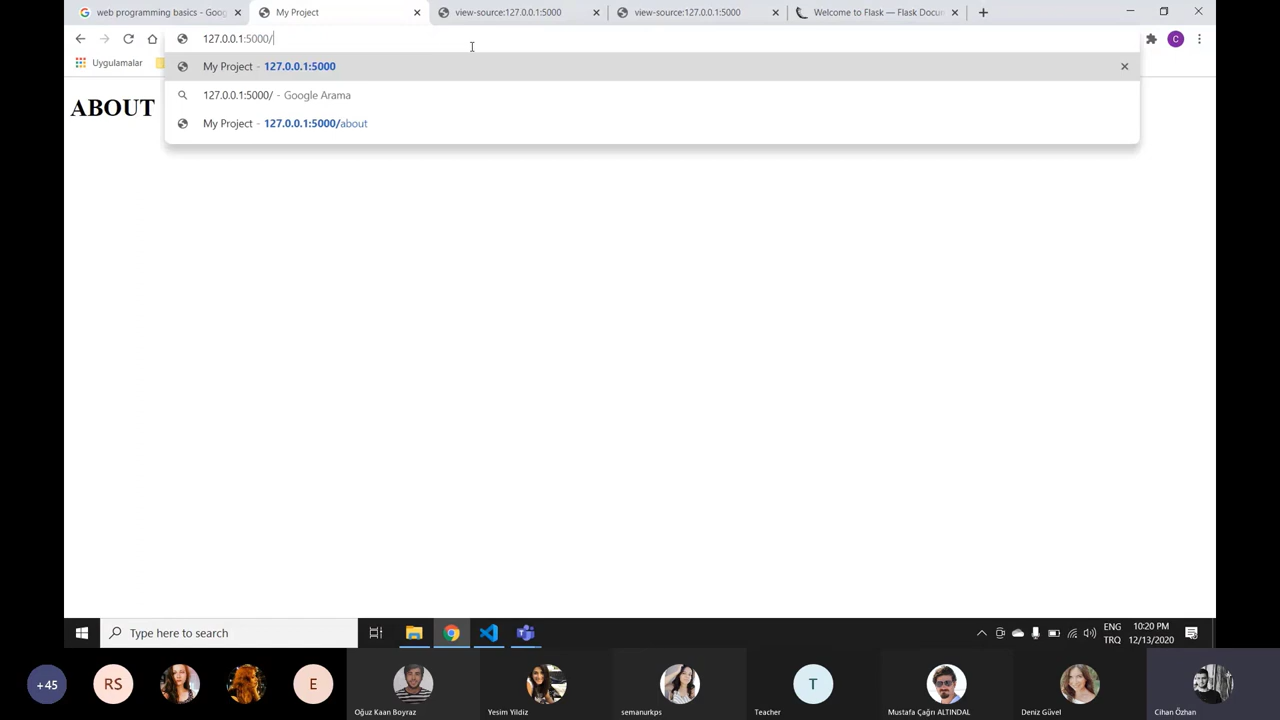 web programming basics - Goog
My Project
view-source:127.0.0.1:5000
view-source:127.0.0.1:5000
Welcome to Flask — Flask Docum
127.0.0.1:5000/
C
Uygulamalar
My Project - 127.0.0.1:5000
127.0.0.1:5000/ - Google Arama
My Project - 127.0.0.1:5000/about
ABOUT
Type here to search
ENG
TRQ
10:20 PM
12/13/2020
+45
RS
E
T
Oğuz Kaan Boyraz
Yesim Yildiz
semanurkps
Teacher
Mustafa Çağrı ALTINDAL
Deniz Güvel
Cihan Özhan